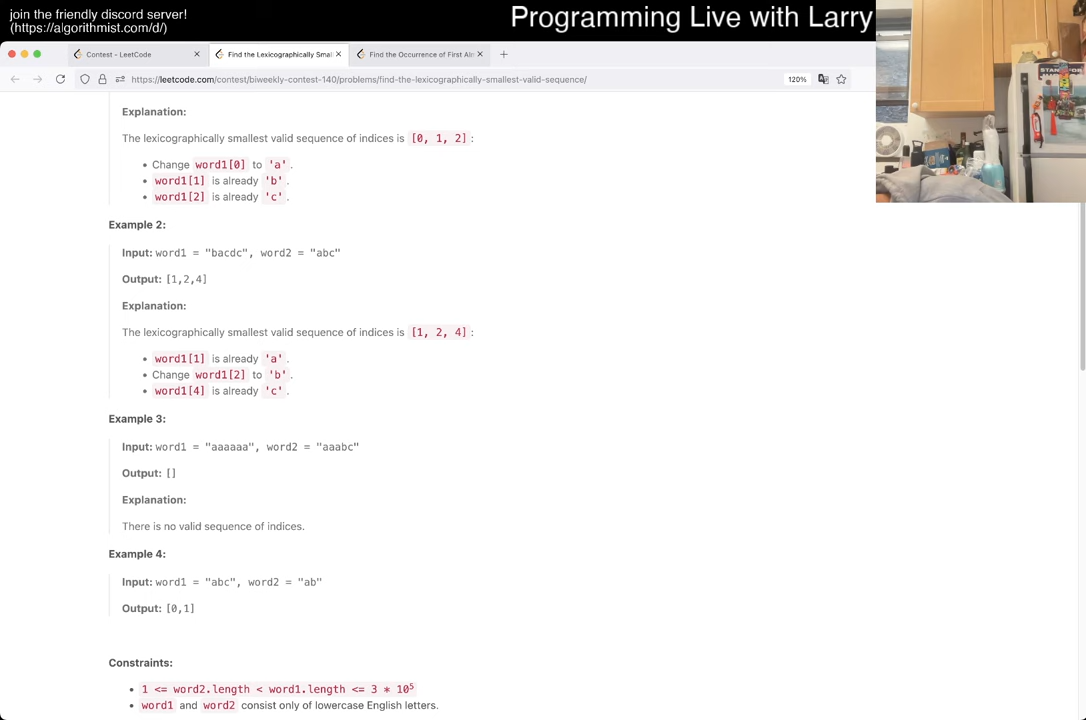 join the friendly discord server!
(https://algorithmist.com/d/)
Programming Live with Larry
Contest - LeetCode
Find the Lexicographically Smal
Find the Occurrence of First Aln
https://leetcode.com/contest/biweekly-contest-140/problems/find-the-lexicographically-smallest-valid-sequence/
120%
Explanation:
The lexicographically smallest valid sequence of indices is [0, 1, 2]:
• Change word1[0] to 'a'.
• word1[1] is already 'b'.
• word1[2] is already 'c'.
Example 2:
Input: word1 = "bacdc", word2 = "abc"
Output: [1,2,4]
Explanation:
The lexicographically smallest valid sequence of indices is [1, 2, 4]:
• word1[1] is already 'a'.
• Change word1[2] to 'b'.
• word1[4] is already 'c'.
Example 3:
Input: word1 = "aaaaaa", word2 = "aaabc"
Output: []
Explanation:
There is no valid sequence of indices.
Example 4:
Input: word1 = "abc", word2 = "ab"
Output: [0,1]
Constraints:
• 1 <= word2.length < word1.length <= 3 * 10⁵
• word1 and word2 consist only of lowercase English letters.